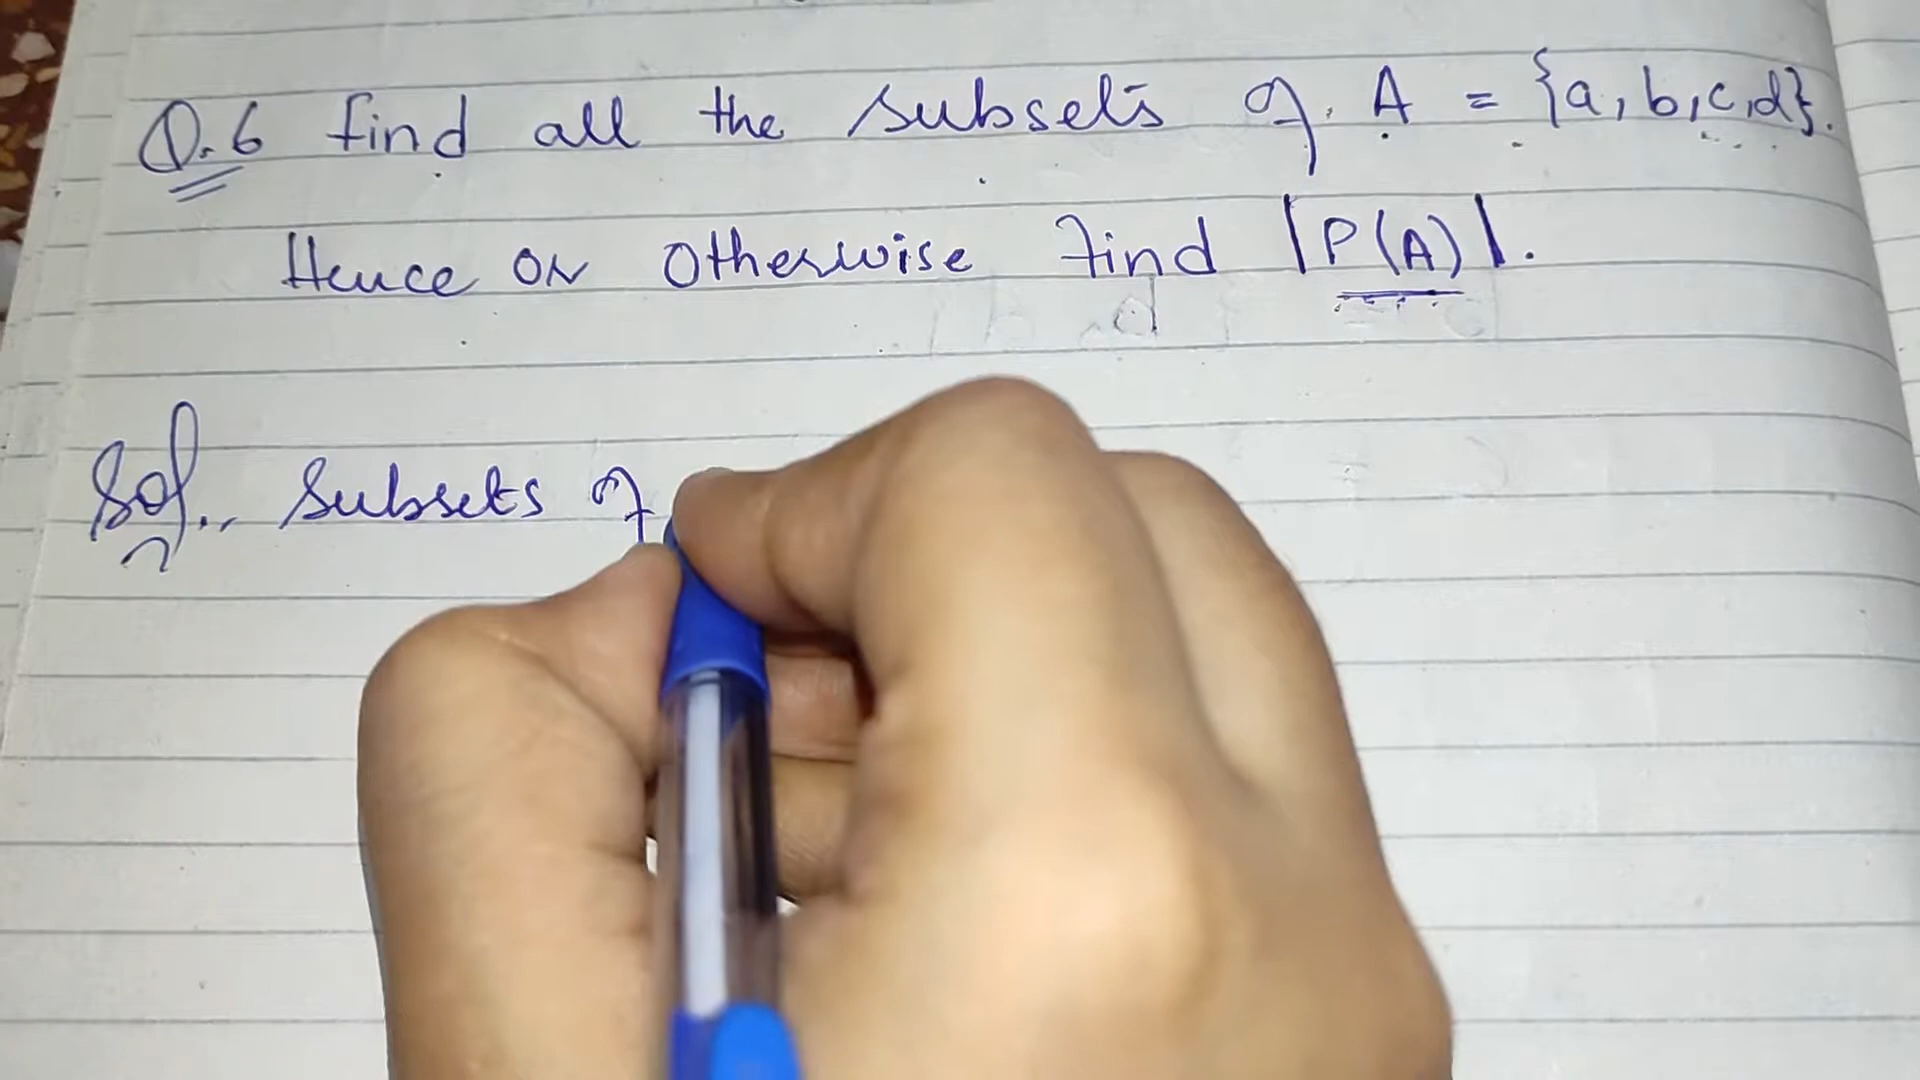 Q.6 find all the subsets of A = {a, b, c, d}.
Hence or Otherwise find |P(A)|.
Sol. Subsets of